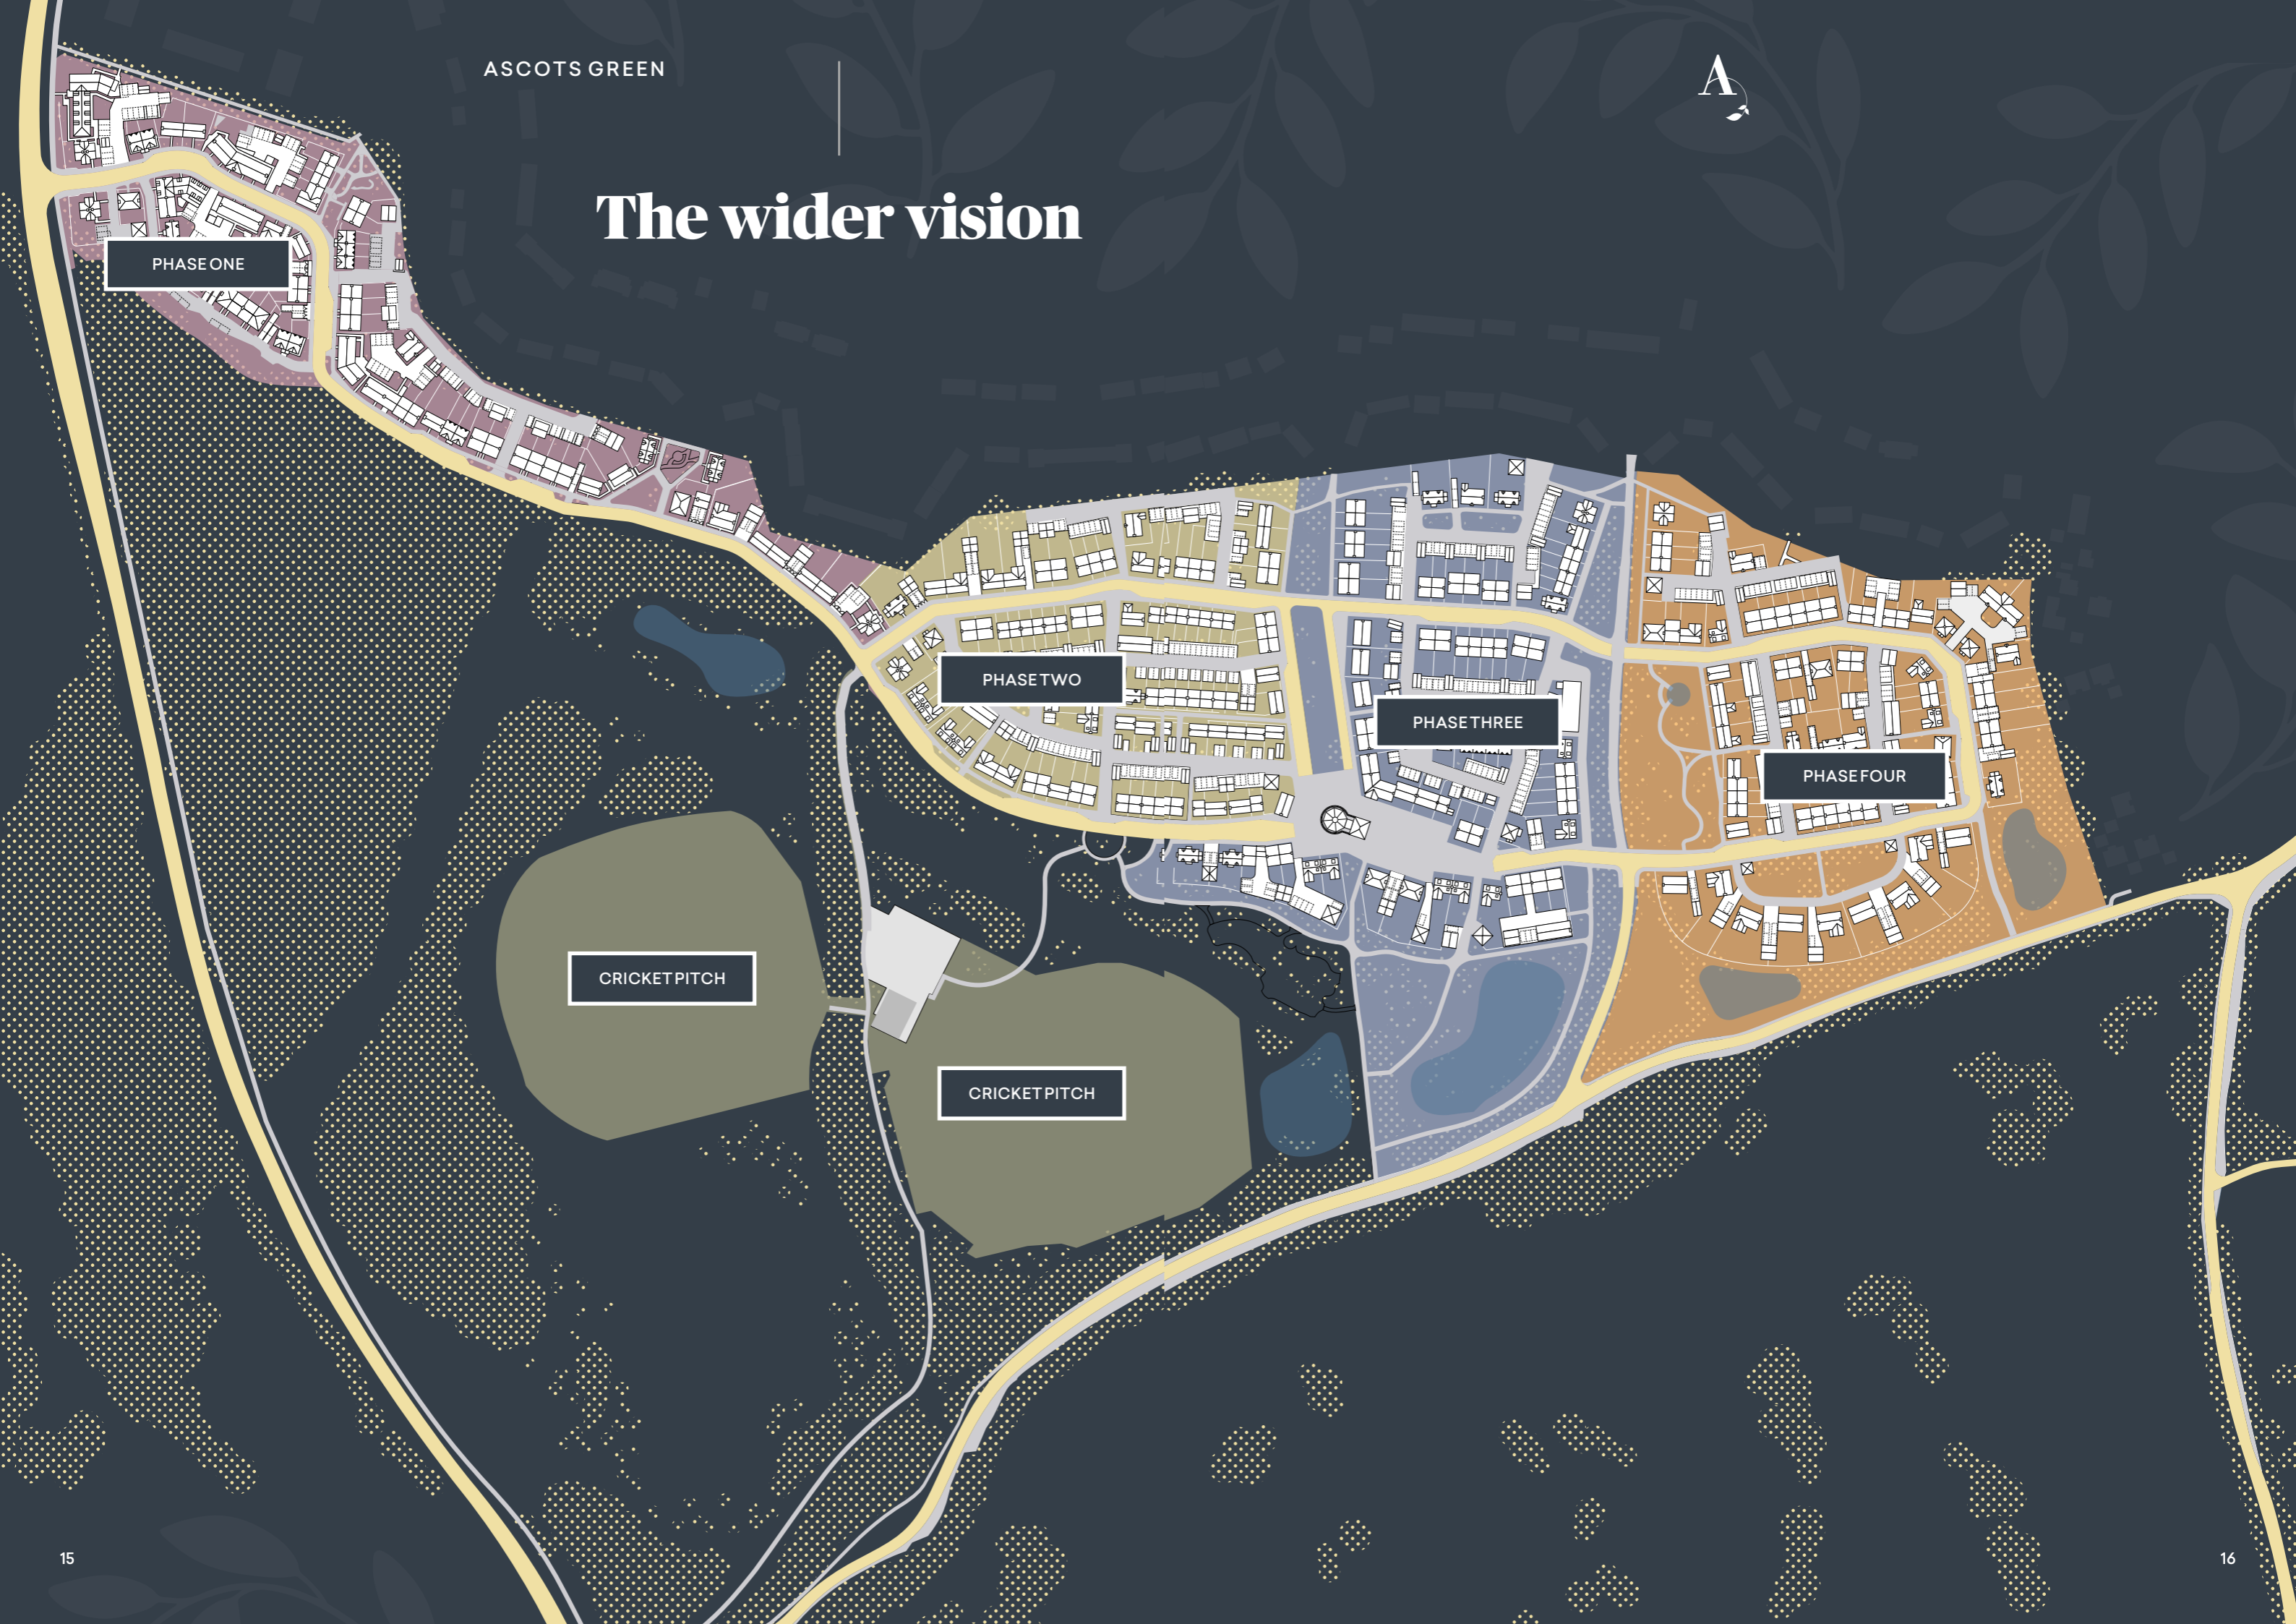 ASCOTS GREEN
A
The wider vision
PHASE ONE
PHASE TWO
PHASE THREE
PHASE FOUR
CRICKET PITCH
CRICKET PITCH
15
16